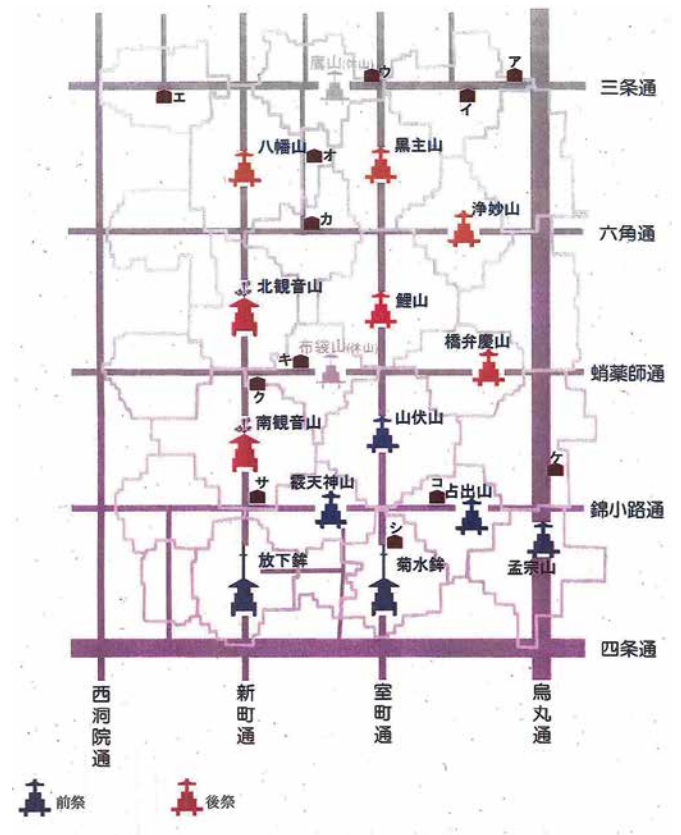 鷹山(休山)
ウ
ア
三条通
エ
イ
八幡山
オ
黒主山
カ
浄妙山
六角通
北観音山
鯉山
橋弁慶山
布袋山(休山)
キ
蛸薬師通
ク
南観音山
山伏山
ケ
サ
霰天神山
コ
占出山
錦小路通
シ
放下鉾
菊水鉾
孟宗山
四条通
西洞院通
新町通
室町通
烏丸通
前祭
後祭